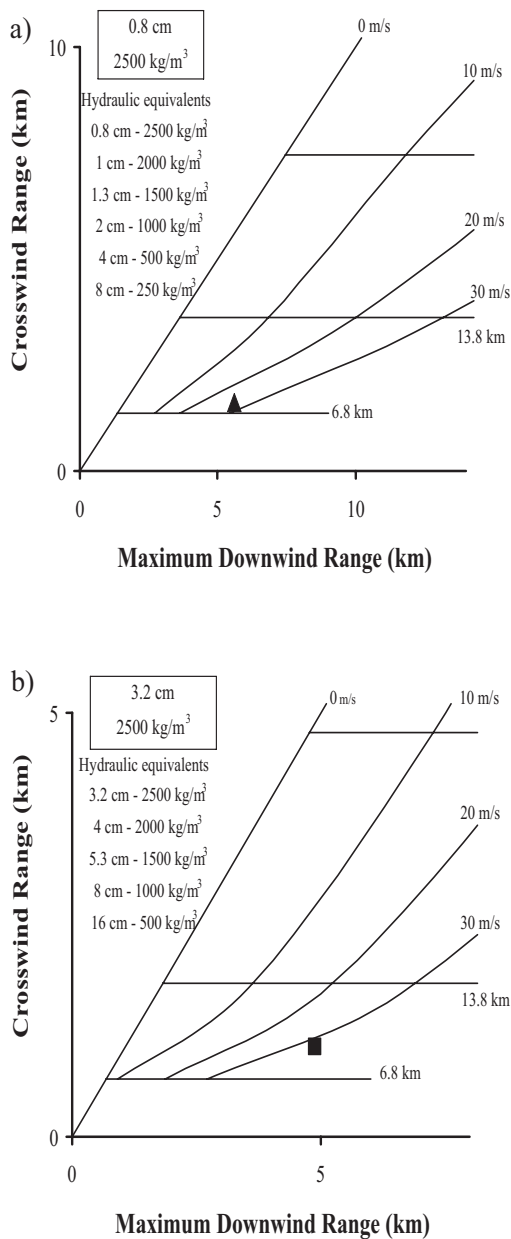 a)
10
0.8 cm
2500 kg/m³
0 m/s
10 m/s
Hydraulic equivalents
0.8 cm - 2500 kg/m³
1 cm - 2000 kg/m³
1.3 cm - 1500 kg/m³
2 cm - 1000 kg/m³
4 cm - 500 kg/m³
8 cm - 250 kg/m³
20 m/s
30 m/s
13.8 km
6.8 km
Crosswind Range (km)
0
0 5 10
Maximum Downwind Range (km)
b)
5
3.2 cm
2500 kg/m³
0 m/s
10 m/s
Hydraulic equivalents
3.2 cm - 2500 kg/m³
4 cm - 2000 kg/m³
5.3 cm - 1500 kg/m³
8 cm - 1000 kg/m³
16 cm - 500 kg/m³
20 m/s
30 m/s
13.8 km
6.8 km
Crosswind Range (km)
0
0 5
Maximum Downwind Range (km)